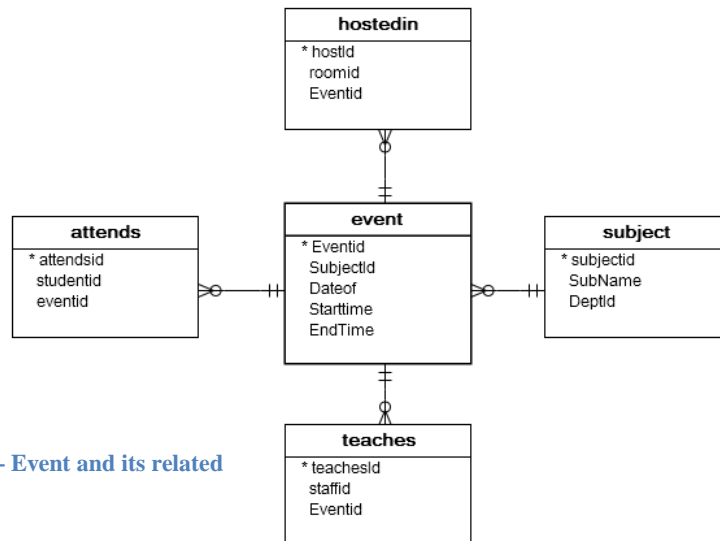 hostedin
* hostId
roomid
Eventid
attends
* attendsid
studentid
eventid
event
* Eventid
SubjectId
Dateof
Starttime
EndTime
subject
* subjectid
SubName
DeptId
- Event and its related
teaches
* teachesId
staffid
Eventid